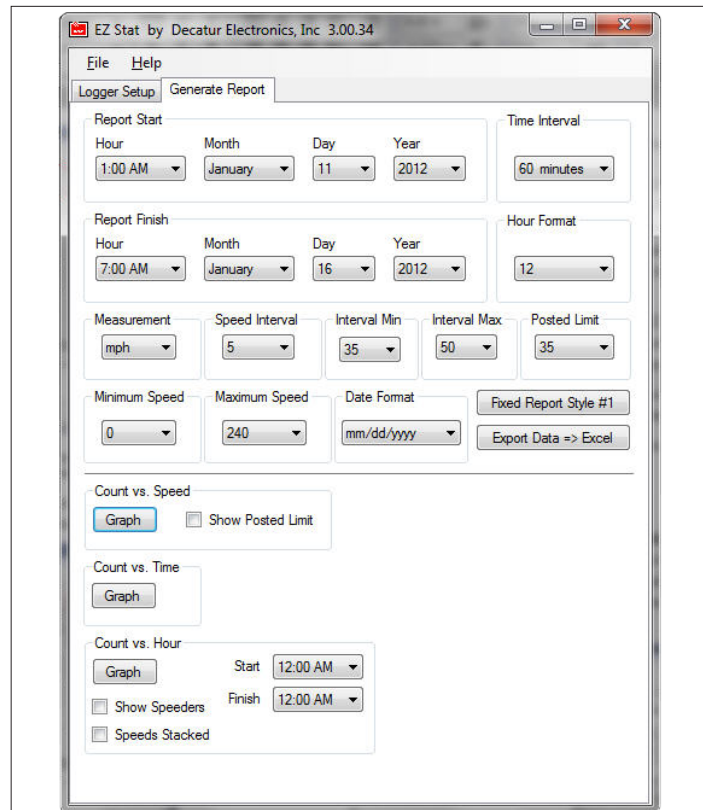 EZ Stat by Decatur Electronics, Inc 3.00.34
File Help
Logger Setup Generate Report
Report Start
Hour Month Day Year
1:00 AM January 11 2012
Time Interval
60 minutes
Report Finish
Hour Month Day Year
7:00 AM January 16 2012
Hour Format
12
Measurement Speed Interval Interval Min Interval Max Posted Limit
mph 5 35 50 35
Minimum Speed Maximum Speed Date Format
0 240 mm/dd/yyyy
Fixed Report Style #1
Export Data => Excel
Count vs. Speed
Graph Show Posted Limit
Count vs. Time
Graph
Count vs. Hour
Graph Start 12:00 AM
Show Speeders Finish 12:00 AM
Speeds Stacked